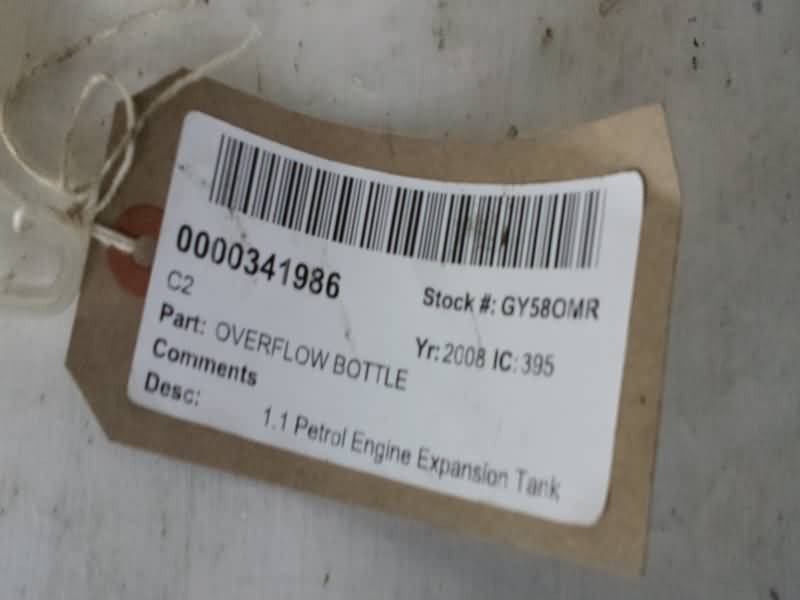 0000341986
C2
Stock #: GY58OMR
Part: OVERFLOW BOTTLE
Yr: 2008 IC: 395
Comments
Desc:
1.1 Petrol Engine Expansion Tank